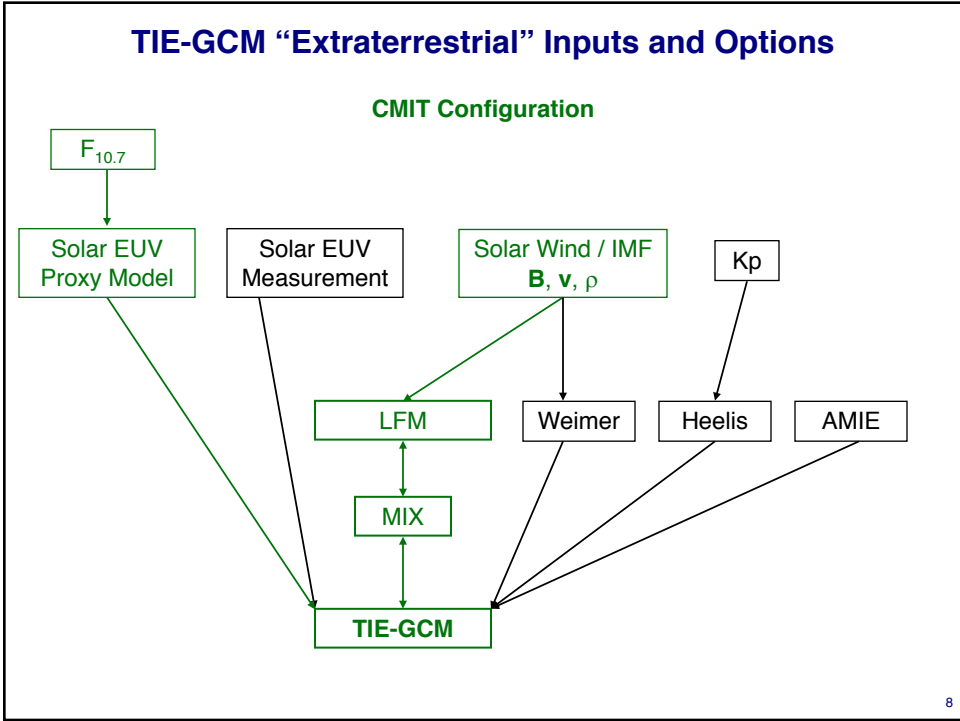 TIE-GCM “Extraterrestrial” Inputs and Options
CMIT Configuration
F10.7
Solar EUV
Proxy Model
Solar EUV
Measurement
Solar Wind / IMF
B, v, ρ
Kp
LFM
Weimer
Heelis
AMIE
MIX
TIE-GCM
8